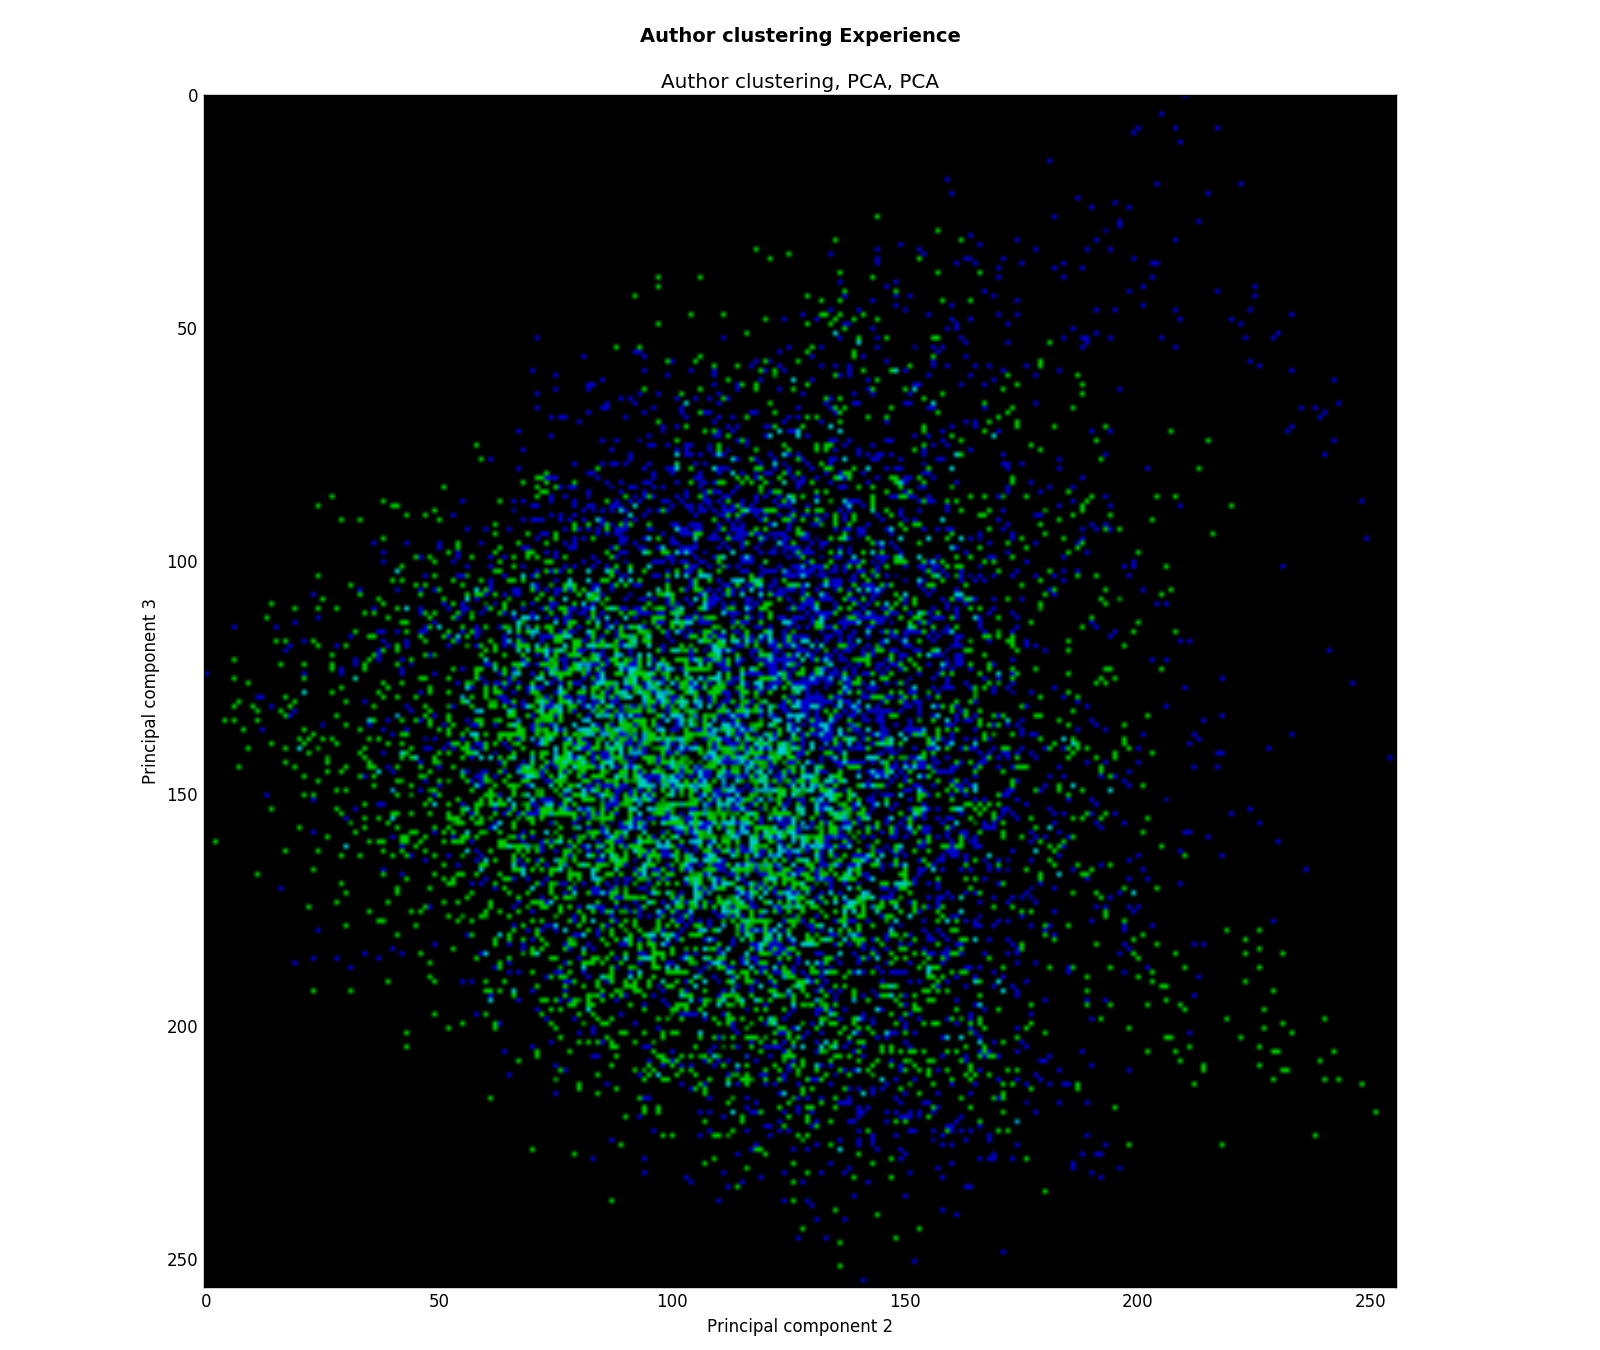 Author clustering Experience
Author clustering, PCA, PCA
0
50
100
150
200
250
Principal component 3
0 50 100 150 200 250
Principal component 2